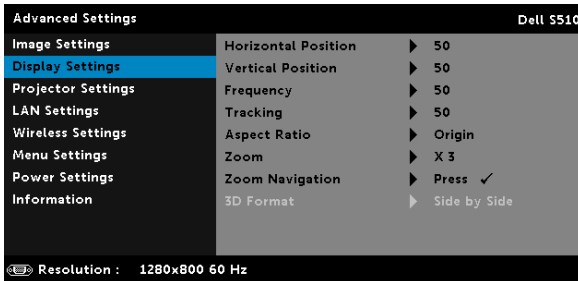 Advanced Settings Dell S510
Image Settings
Display Settings
Projector Settings
LAN Settings
Wireless Settings
Menu Settings
Power Settings
Information
Horizontal Position 50
Vertical Position 50
Frequency 50
Tracking 50
Aspect Ratio Origin
Zoom X 3
Zoom Navigation Press ✓
3D Format Side by Side
Resolution : 1280x800 60 Hz